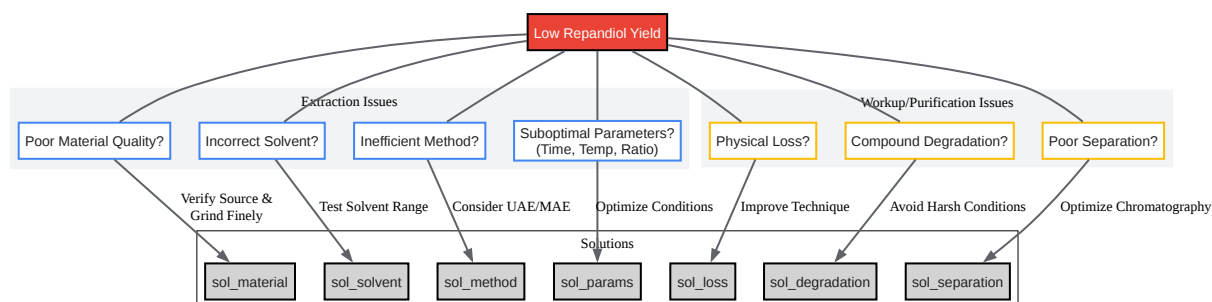 Low Repandiol Yield
Extraction Issues
Workup/Purification Issues
Poor Material Quality?
Incorrect Solvent?
Inefficient Method?
Suboptimal Parameters?
(Time, Temp, Ratio)
Physical Loss?
Compound Degradation?
Poor Separation?
Verify Source &
Grind Finely
Test Solvent Range
Consider UAE/MAE
Optimize Conditions
Improve Technique
Avoid Harsh Conditions
Optimize Chromatography
Solutions
sol_material
sol_solvent
sol_method
sol_params
sol_loss
sol_degradation
sol_separation